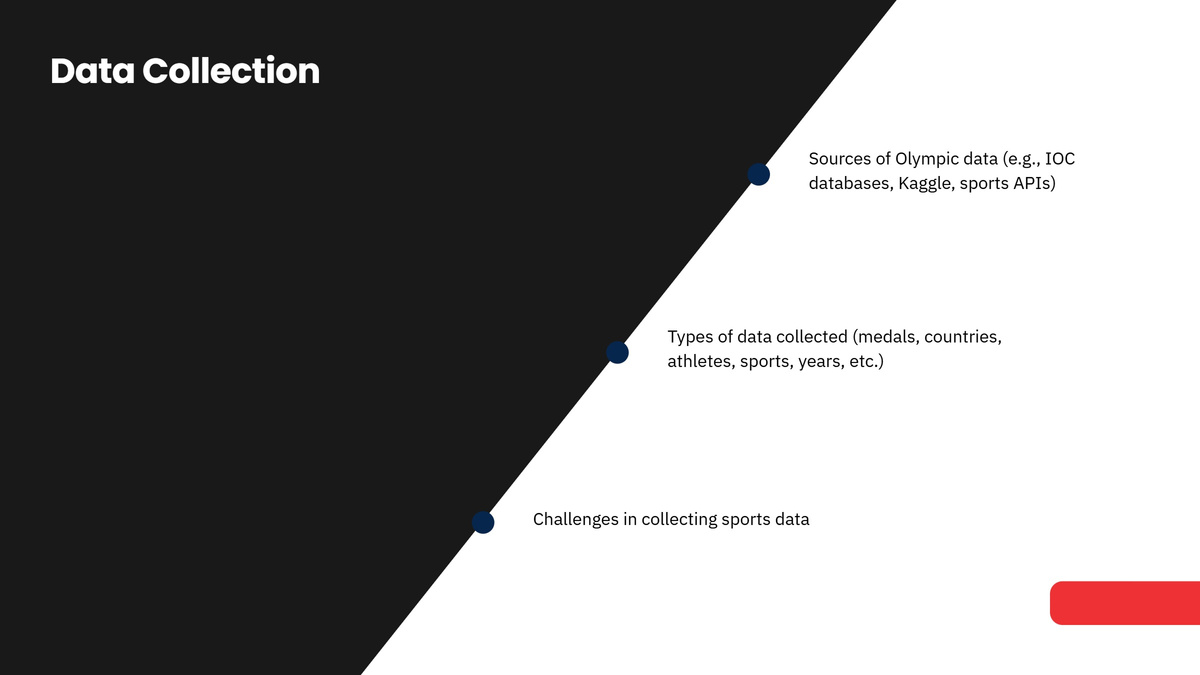 Data Collection
Sources of Olympic data (e.g., IOC
databases, Kaggle, sports APIs)
Types of data collected (medals, countries,
athletes, sports, years, etc.)
Challenges in collecting sports data